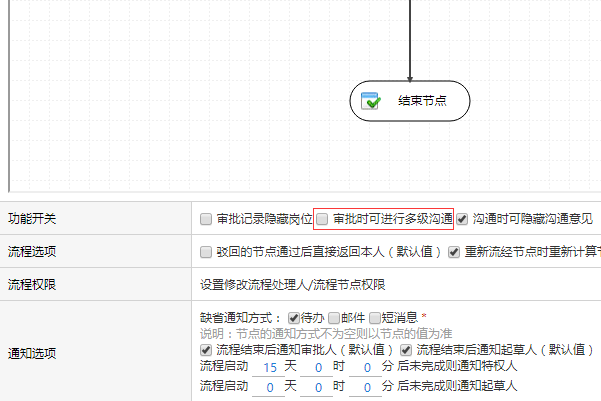 结束节点
功能开关 审批记录隐藏岗位 审批时可进行多级沟通 沟通时可隐藏沟通意见
流程选项 驳回的节点通过后直接返回本人（默认值） 重新流经节点时重新计算节
流程权限 设置修改流程处理人/流程节点权限
缺省通知方式： 待办 邮件 短消息 *
说明：节点的通知方式不为空则以节点的值为准
通知选项 流程结束后通知审批人（默认值） 流程结束后通知起草人（默认值）
流程启动 15 天 0 时 0 分 后未完成则通知特权人
流程启动 0 天 0 时 0 分 后未完成则通知起草人